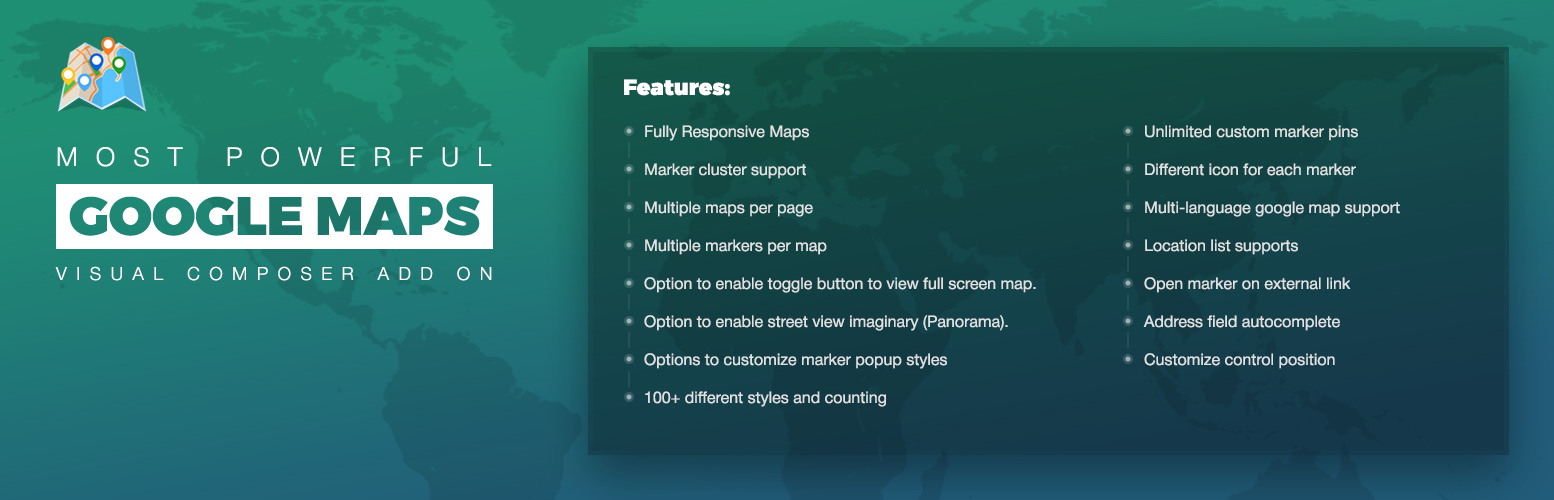 MOST POWERFUL
GOOGLE MAPS
VISUAL COMPOSER ADD ON
Features:
Fully Responsive Maps
Marker cluster support
Multiple maps per page
Multiple markers per map
Option to enable toggle button to view full screen map.
Option to enable street view imaginary (Panorama).
Options to customize marker popup styles
100+ different styles and counting
Unlimited custom marker pins
Different icon for each marker
Multi-language google map support
Location list supports
Open marker on external link
Address field autocomplete
Customize control position